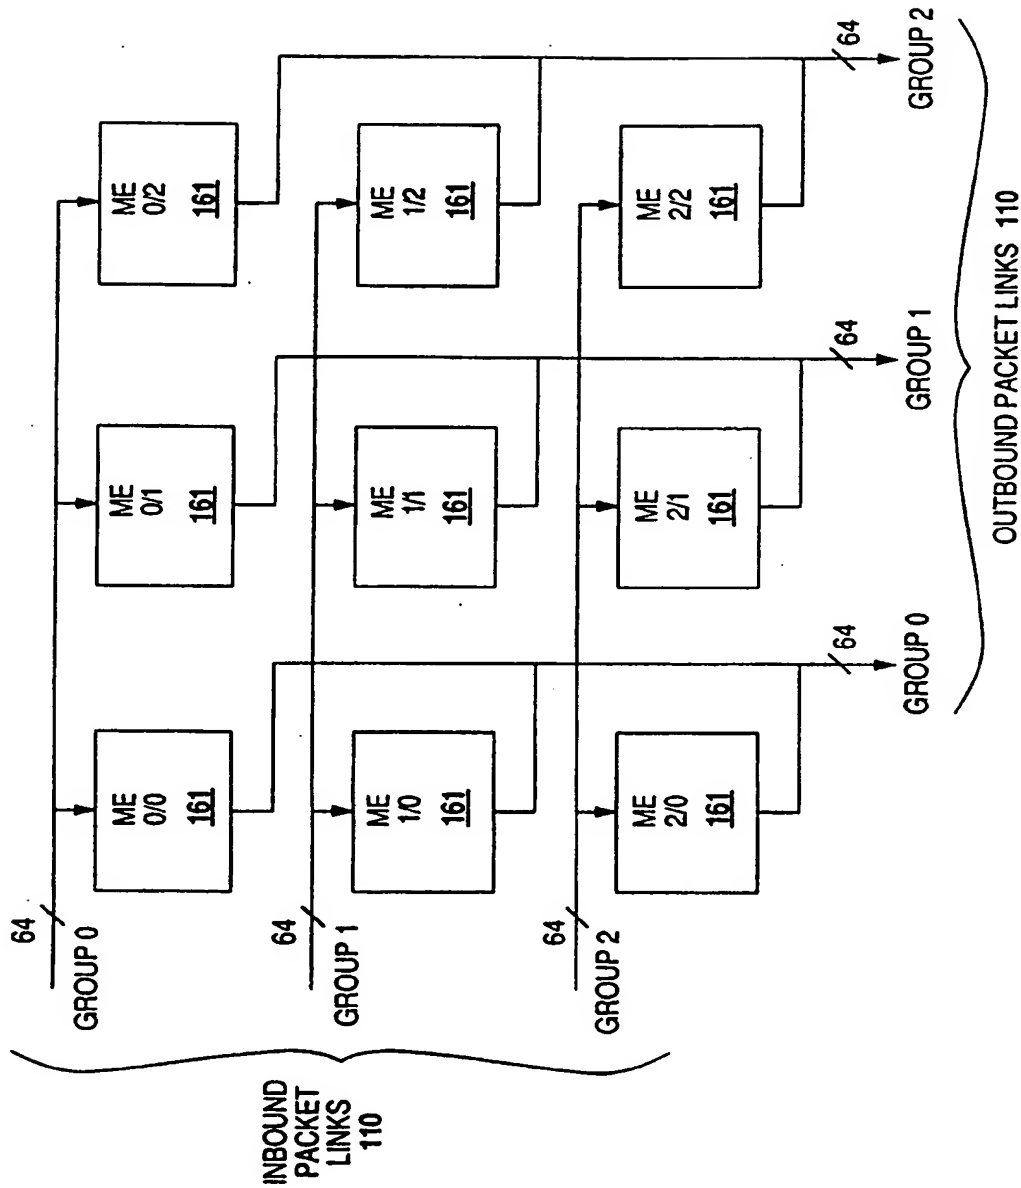 64
GROUP 0
ME
0/0
161
ME
0/1
161
ME
0/2
161
64
GROUP 1
ME
1/0
161
ME
1/1
161
ME
1/2
161
64
GROUP 2
ME
2/0
161
ME
2/1
161
ME
2/2
161
INBOUND
PACKET
LINKS
110
64
GROUP 0
64
GROUP 1
64
GROUP 2
OUTBOUND PACKET LINKS 110